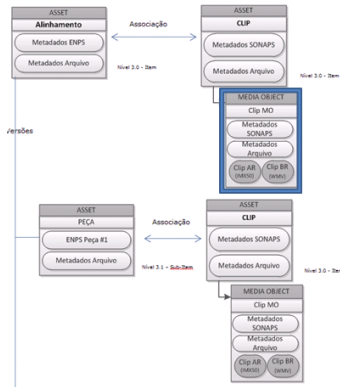 ASSET
Alinhamento
Metadados ENPS
Metadados Arquivo
Associação
Nível 3.0 - Item
ASSET
CLIP
Metadados SONAPS
Metadados Arquivo
Nível 3.0 - Item
MEDIA OBJECT
Clip MO
Metadados
SONAPS
Metadados
Arquivo
Clip AR
(IMX50)
Clip BR
(WMV)
Versões
ASSET
PEÇA
ENPS Peça #1
Metadados Arquivo
Associação
Nível 3.1 - SubItem
ASSET
CLIP
Metadados SONAPS
Metadados Arquivo
Nível 3.0 - Item
MEDIA OBJECT
Clip MO
Metadados
SONAPS
Metadados
Arquivo
Clip AR
(IMX50)
Clip BR
(WMV)